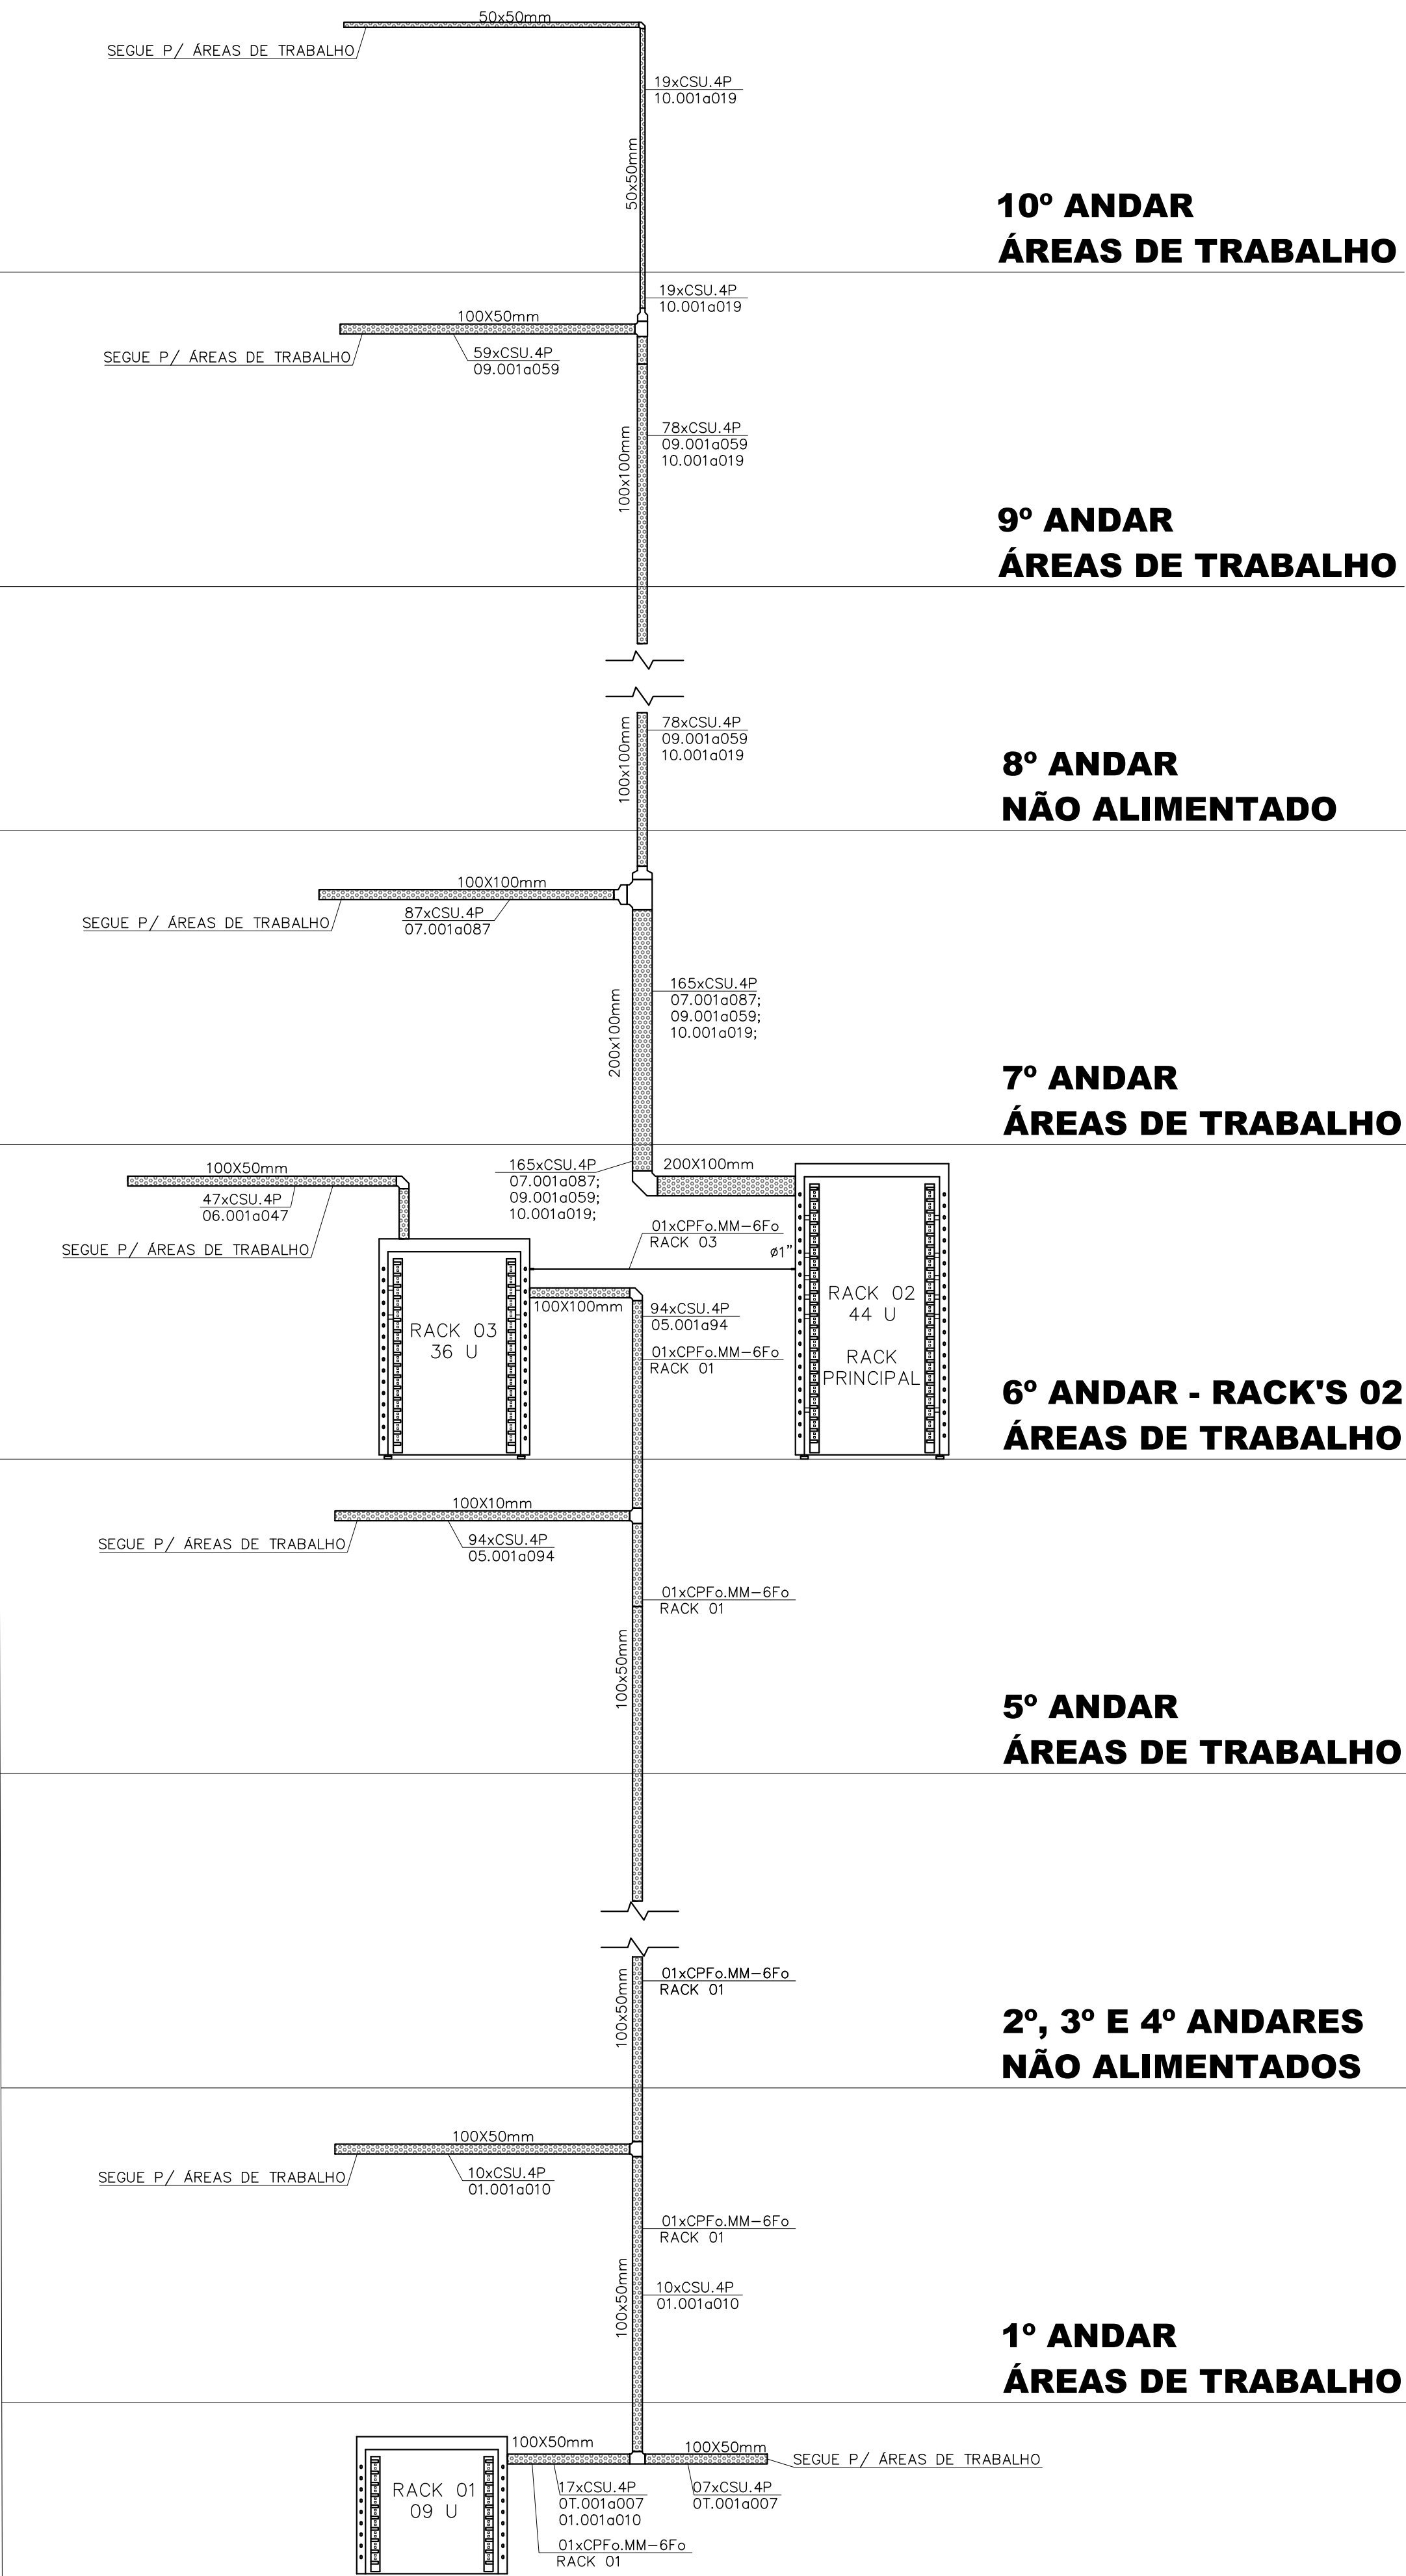 50x50mm
SEGUE P/ ÁREAS DE TRABALHO
19xCSU.4P
10.001a019
50x50mm
10º ANDAR
ÁREAS DE TRABALHO
19xCSU.4P
10.001a019
100X50mm
SEGUE P/ ÁREAS DE TRABALHO
59xCSU.4P
09.001a059
78xCSU.4P
09.001a059
10.001a019
100x100mm
9º ANDAR
ÁREAS DE TRABALHO
78xCSU.4P
09.001a059
10.001a019
100x100mm
8º ANDAR
NÃO ALIMENTADO
100X100mm
87xCSU.4P
07.001a087
SEGUE P/ ÁREAS DE TRABALHO
165xCSU.4P
07.001a087;
09.001a059;
10.001a019;
200x100mm
7º ANDAR
ÁREAS DE TRABALHO
100X50mm
47xCSU.4P
06.001a047
SEGUE P/ ÁREAS DE TRABALHO
165xCSU.4P
07.001a087;
09.001a059;
10.001a019;
200X100mm
01xCPFo.MM-6Fo
RACK 03
ø1"
100X100mm
RACK 03
36 U
94xCSU.4P
05.001a94
01xCPFo.MM-6Fo
RACK 01
RACK 02
44 U
RACK
PRINCIPAL
6º ANDAR - RACK'S 02
ÁREAS DE TRABALHO
100X10mm
SEGUE P/ ÁREAS DE TRABALHO
94xCSU.4P
05.001a094
01xCPFo.MM-6Fo
RACK 01
100x50mm
5º ANDAR
ÁREAS DE TRABALHO
01xCPFo.MM-6Fo
RACK 01
100x50mm
2º, 3º E 4º ANDARES
NÃO ALIMENTADOS
100X50mm
SEGUE P/ ÁREAS DE TRABALHO
10xCSU.4P
01.001a010
01xCPFo.MM-6Fo
RACK 01
10xCSU.4P
01.001a010
100x50mm
1º ANDAR
ÁREAS DE TRABALHO
100X50mm
100X50mm
SEGUE P/ ÁREAS DE TRABALHO
RACK 01
09 U
17xCSU.4P
0T.001a007
01.001a010
07xCSU.4P
0T.001a007
01xCPFo.MM-6Fo
RACK 01